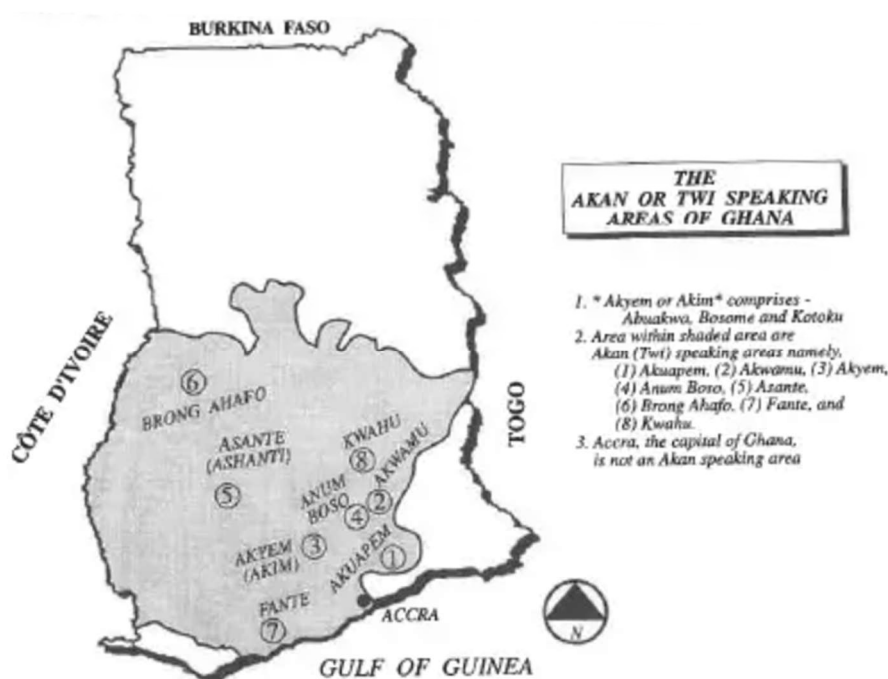 BURKINA FASO
THE
AKAN OR TWI SPEAKING
AREAS OF GHANA
1. * Akyem or Akim* comprises -
Abuakwa, Bosome and Kotoku
2. Area within shaded area are
Akan (Twi) speaking areas namely,
(1) Akuapem, (2) Akwamu, (3) Akyem,
(4) Anum Boso, (5) Asante,
(6) Brong Ahafo, (7) Fante, and
(8) Kwahu.
3. Accra, the capital of Ghana,
is not an Akan speaking area
CÔTE D'IVOIRE
TOGO
6
BRONG AHAFO
ASANTE
(ASHANTI)
5
KWAHU
8
AKWAMU
2
ANUM
BOSO
4
AKYEM
(AKIM)
3
AKUAPEM
1
FANTE
7
ACCRA
N
GULF OF GUINEA